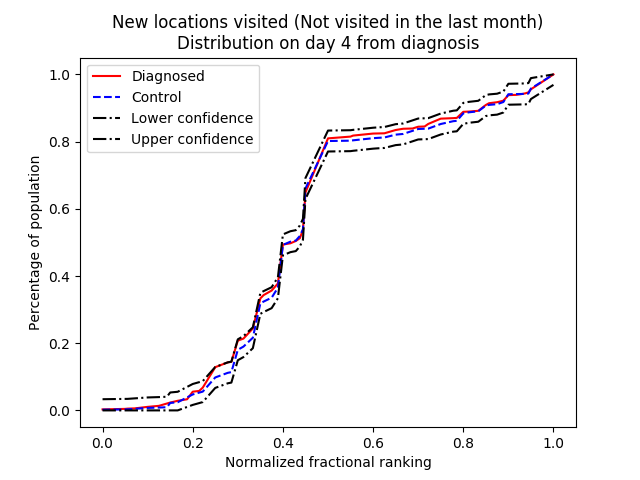 New locations visited (Not visited in the last month)
Distribution on day 4 from diagnosis
Diagnosed
Control
Lower confidence
Upper confidence
Percentage of population
1.0
0.8
0.6
0.4
0.2
0.0
0.0 0.2 0.4 0.6 0.8 1.0
Normalized fractional ranking